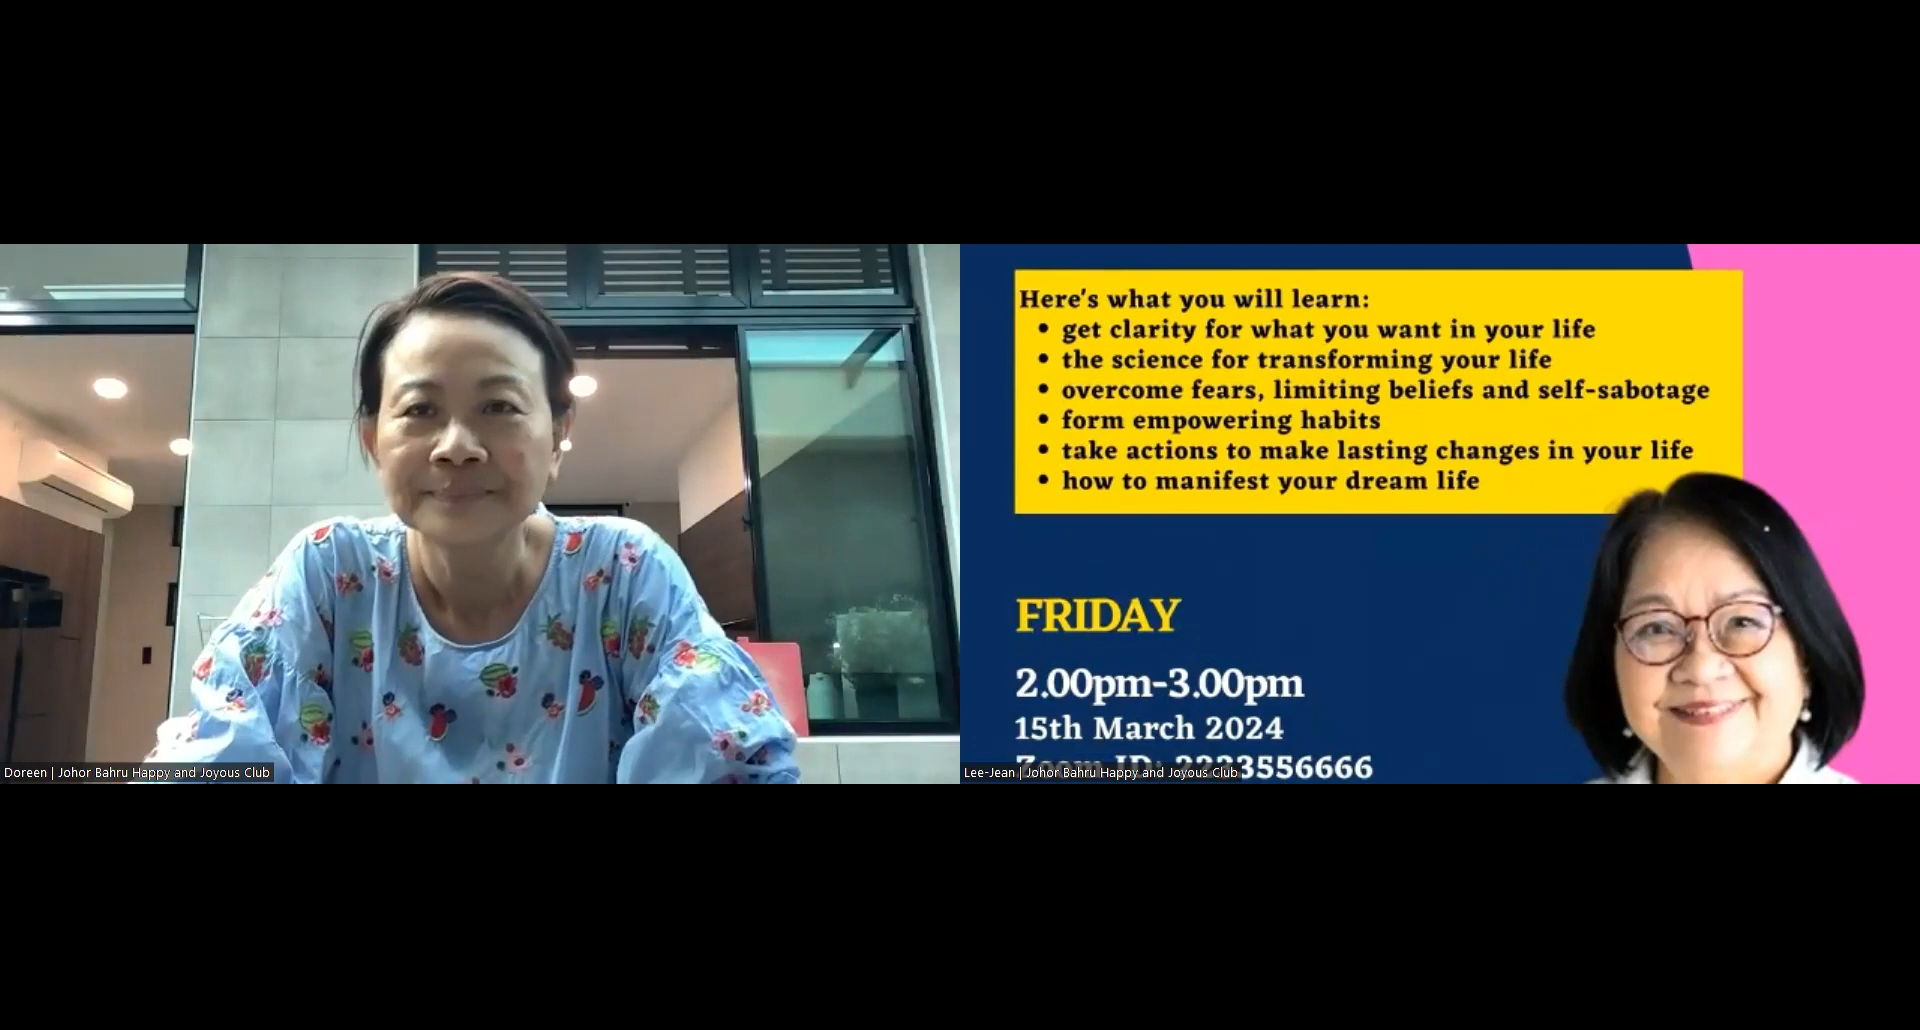 Here's what you will learn:
• get clarity for what you want in your life
• the science for transforming your life
• overcome fears, limiting beliefs and self-sabotage
• form empowering habits
• take actions to make lasting changes in your life
• how to manifest your dream life
FRIDAY
2.00pm-3.00pm
15th March 2024
Zoom ID: 2223556666
Doreen | Johor Bahru Happy and Joyous Club
Lee-Jean | Johor Bahru Happy and Joyous Club